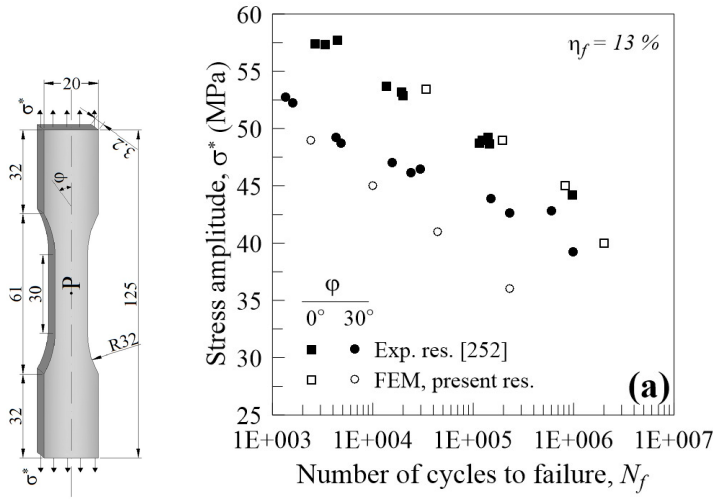 20
σ*
3.2
32
φ
61
30
P
125
R32
32
σ*
60
55
50
45
40
35
30
25
Stress amplitude, σ* (MPa)
η_f = 13 %
φ
0° 30°
Exp. res. [252]
FEM, present res.
(a)
1E+003 1E+004 1E+005 1E+006 1E+007
Number of cycles to failure, N_f